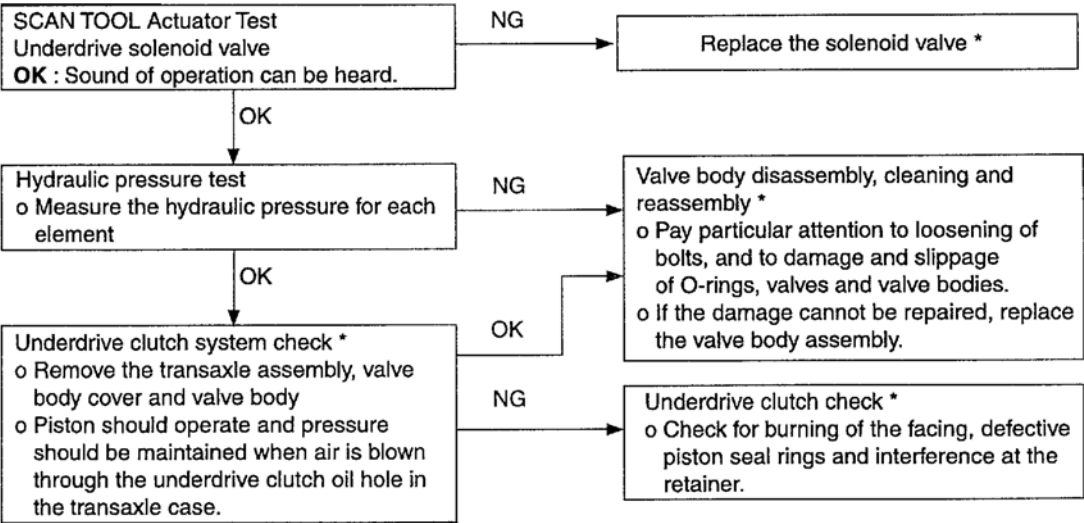 SCAN TOOL Actuator Test
Underdrive solenoid valve
OK : Sound of operation can be heard.
NG
Replace the solenoid valve *
OK
Hydraulic pressure test
o Measure the hydraulic pressure for each
element
NG
Valve body disassembly, cleaning and
reassembly *
o Pay particular attention to loosening of
bolts, and to damage and slippage
of O-rings, valves and valve bodies.
o If the damage cannot be repaired, replace
the valve body assembly.
OK
Underdrive clutch system check *
o Remove the transaxle assembly, valve
body cover and valve body
o Piston should operate and pressure
should be maintained when air is blown
through the underdrive clutch oil hole in
the transaxle case.
OK
NG
Underdrive clutch check *
o Check for burning of the facing, defective
piston seal rings and interference at the
retainer.